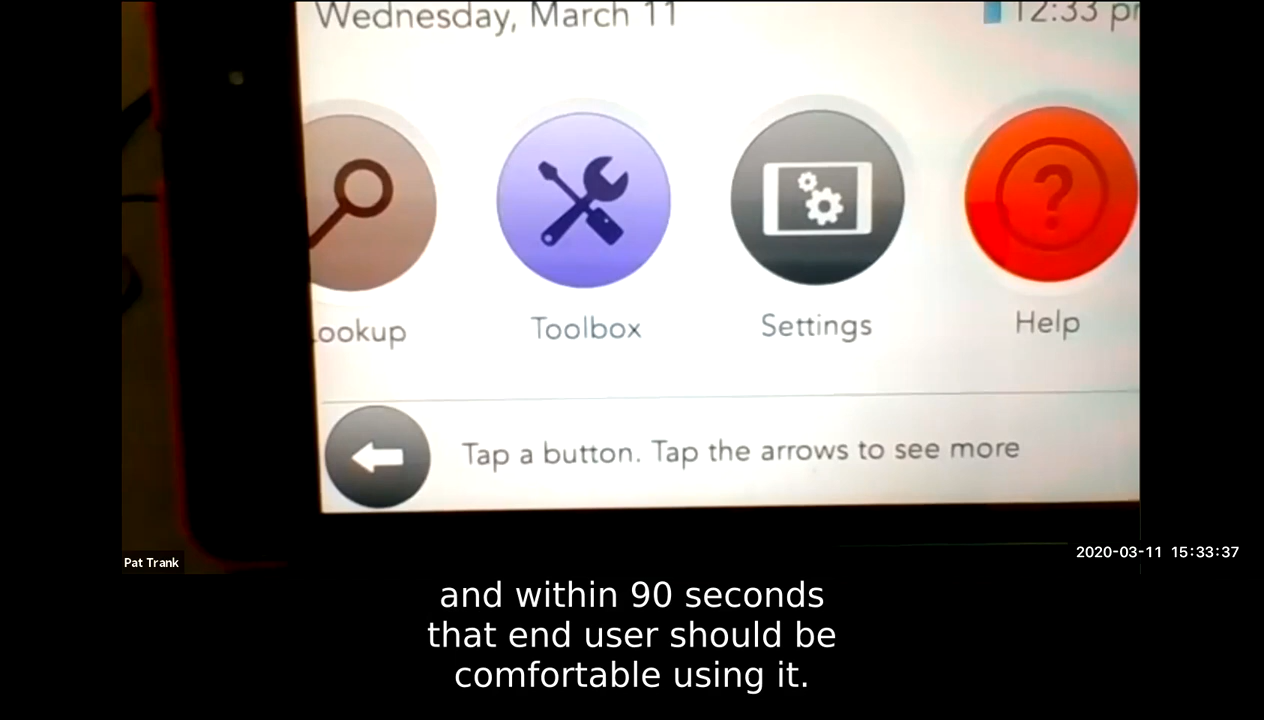 Wednesday, March 11
12:33 p
ookup
Toolbox
Settings
Help
Tap a button. Tap the arrows to see more
Pat Trank
2020-03-11 15:33:37
and within 90 seconds
that end user should be
comfortable using it.